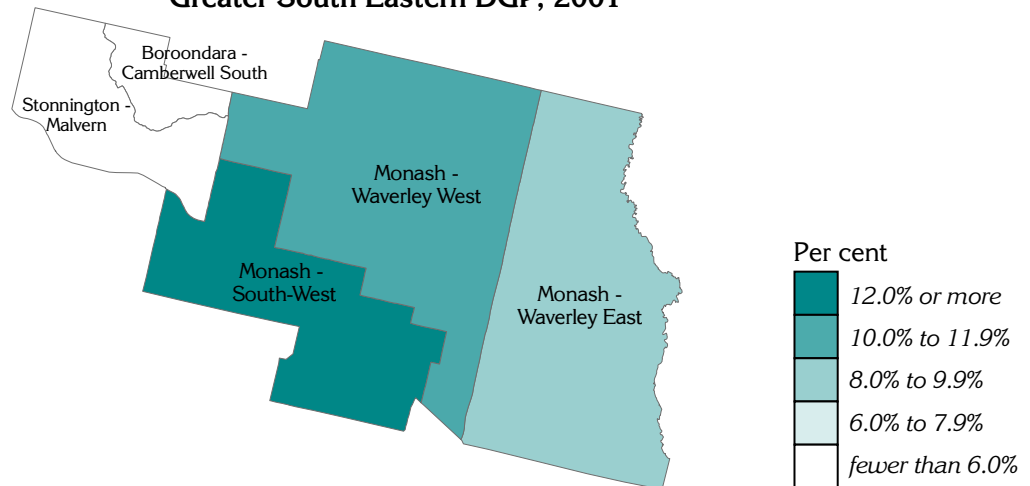 Greater South Eastern DGP, 2001
Boroondara -
Camberwell South
Stonnington -
Malvern
Monash -
Waverley West
Monash -
South-West
Monash -
Waverley East
Per cent
12.0% or more
10.0% to 11.9%
8.0% to 9.9%
6.0% to 7.9%
fewer than 6.0%